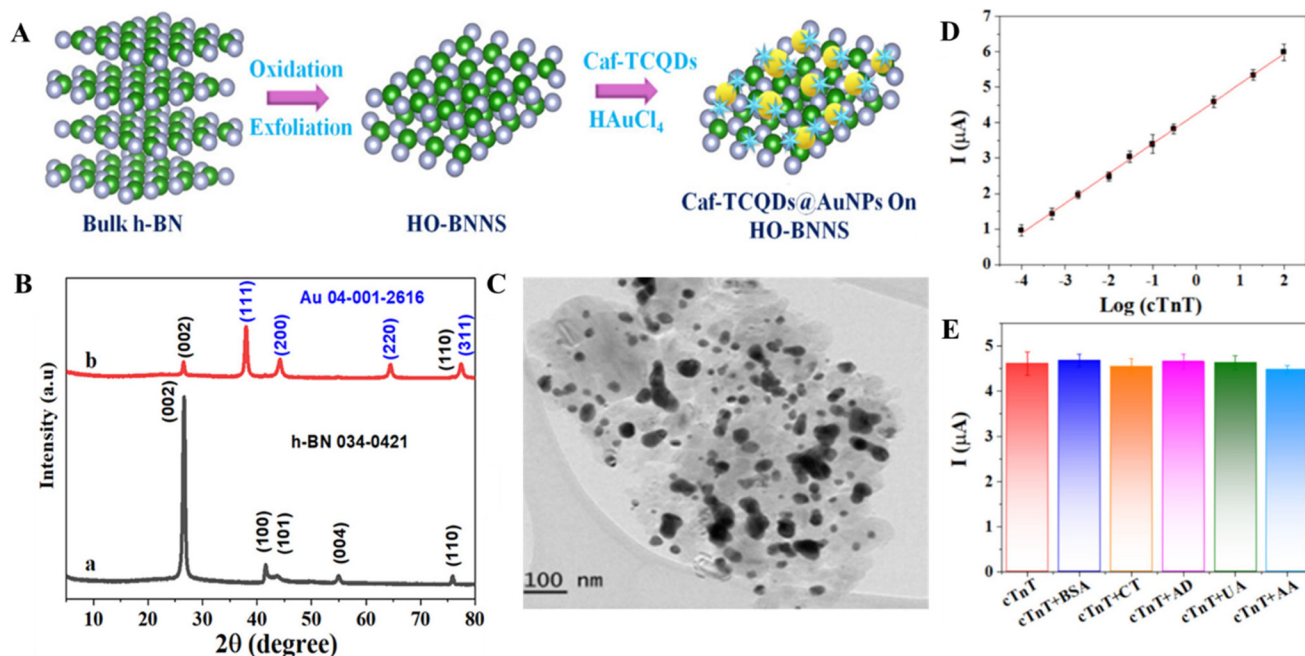 A
Oxidation
Exfoliation
Caf-TCQDs
HAuCl4
Bulk h-BN
HO-BNNS
Caf-TCQDs@AuNPs On
HO-BNNS
B
Intensity (a.u)
Au 04-001-2616
(111)
(002)
(200)
(220)
(110)
(311)
b
(002)
h-BN 034-0421
(100)
(101)
(004)
(110)
a
10 20 30 40 50 60 70 80
2θ (degree)
C
100 nm
D
I (μA)
7
6
5
4
3
2
1
0
-4 -3 -2 -1 0 1 2
Log (cTnT)
E
I (μA)
5
4
3
2
1
0
cTnT
cTnT+BSA
cTnT+CT
cTnT+AD
cTnT+UA
cTnT+AA